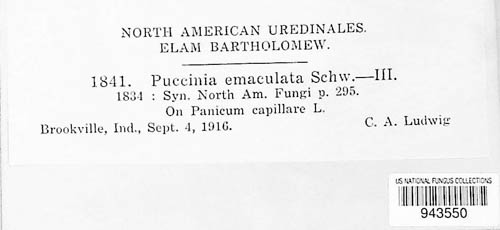 NORTH AMERICAN UREDINALES.
ELAM BARTHOLOMEW.
1841. Puccinia emaculata Schw.—III.
1834 : Syn. North Am. Fungi p. 295.
On Panicum capillare L.
Brookville, Ind., Sept. 4, 1916. C. A. Ludwig
US NATIONAL FUNGUS COLLECTIONS
943550